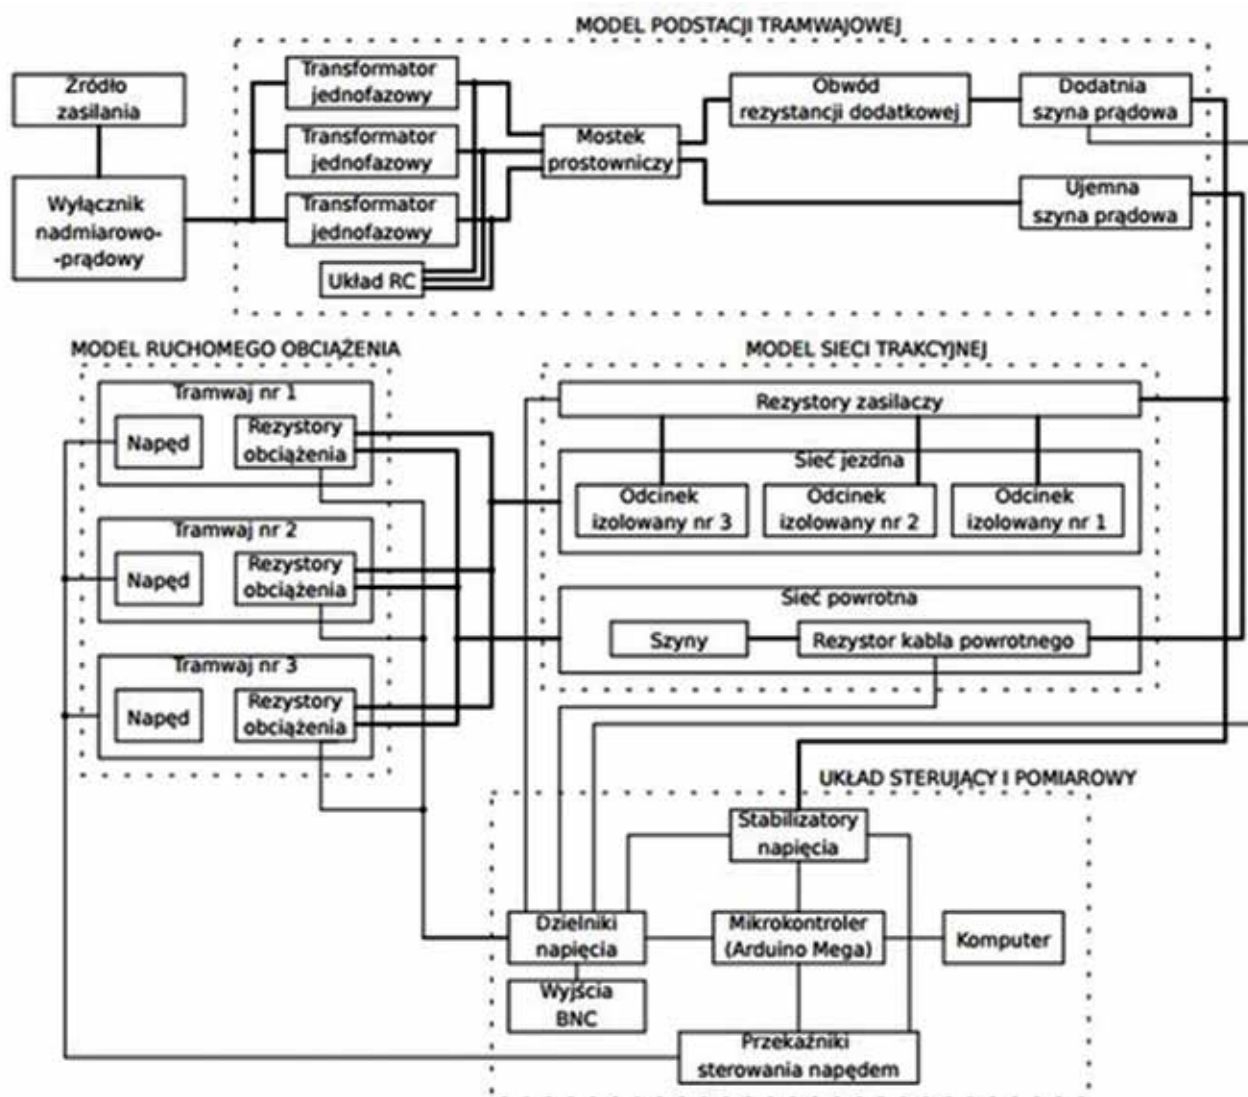 MODEL PODSTACJI TRAMWAJOWEJ
Źródło
zasilania
Wyłącznik
nadmiarowo-
-prądowy
Transformator
jednofazowy
Transformator
jednofazowy
Transformator
jednofazowy
Układ RC
Mostek
prostowniczy
Obwód
rezystancji dodatkowej
Dodatnia
szyna prądowa
Ujemna
szyna prądowa
MODEL RUCHOMEGO OBCIĄŻENIA
Tramwaj nr 1
Napęd
Rezystory
obciążenia
Tramwaj nr 2
Napęd
Rezystory
obciążenia
Tramwaj nr 3
Napęd
Rezystory
obciążenia
MODEL SIECI TRAKCYJNEJ
Rezystory zasilaczy
Sieć jezdna
Odcinek
izolowany nr 3
Odcinek
izolowany nr 2
Odcinek
izolowany nr 1
Sieć powrotna
Szyny
Rezystor kabla powrotnego
UKŁAD STERUJĄCY I POMIAROWY
Stabilizatory
napięcia
Dzielniki
napięcia
Mikrokontroler
(Arduino Mega)
Komputer
Wyjścia
BNC
Przekaźniki
sterowania napędem